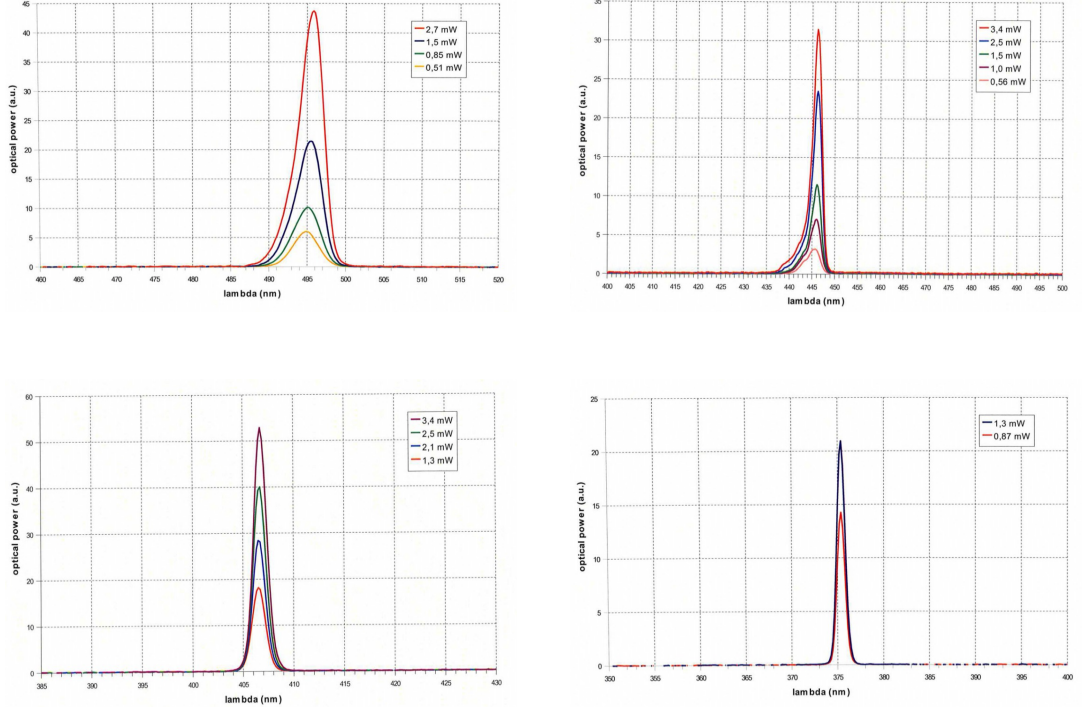 45
40
35
30
25
20
15
10
5
0
optical power (a.u.)
2,7 mW
1,5 mW
0,85 mW
0,51 mW
460 465 470 475 480 485 490 495 500 505 510 515 520
lambda (nm)
35
30
25
20
15
10
5
0
optical power (a.u.)
3,4 mW
2,5 mW
1,5 mW
1,0 mW
0,56 mW
400 405 410 415 420 425 430 435 440 445 450 455 460 465 470 475 480 485 490 495 500
lambda (nm)
60
50
40
30
20
10
0
optical power (a.u.)
3,4 mW
2,5 mW
2,1 mW
1,3 mW
385 390 395 400 405 410 415 420 425 430
lambda (nm)
25
20
15
10
5
0
optical power (a.u.)
1,3 mW
0,87 mW
350 355 360 365 370 375 380 385 390 395 400
lambda (nm)